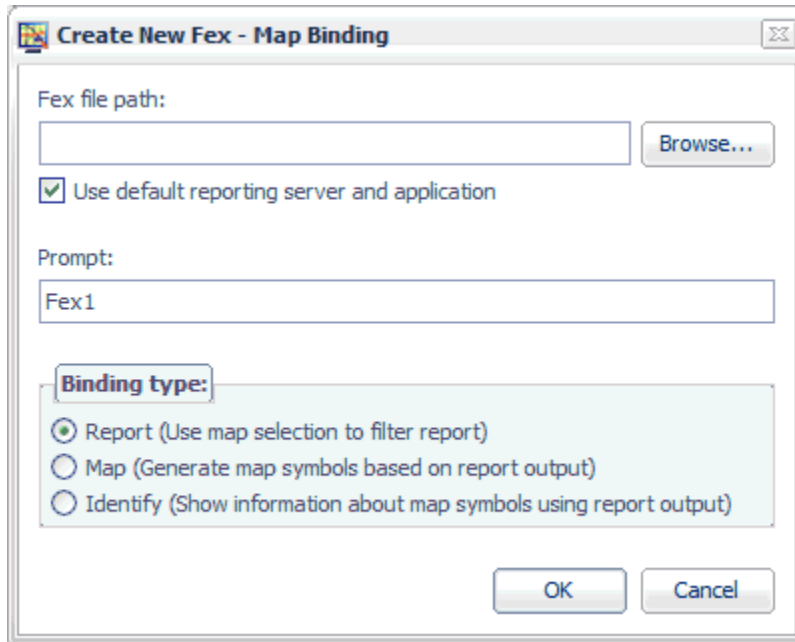 Create New Fex - Map Binding
Fex file path:
Browse...
Use default reporting server and application
Prompt:
Fex1
Binding type:
Report (Use map selection to filter report)
Map (Generate map symbols based on report output)
Identify (Show information about map symbols using report output)
OK Cancel